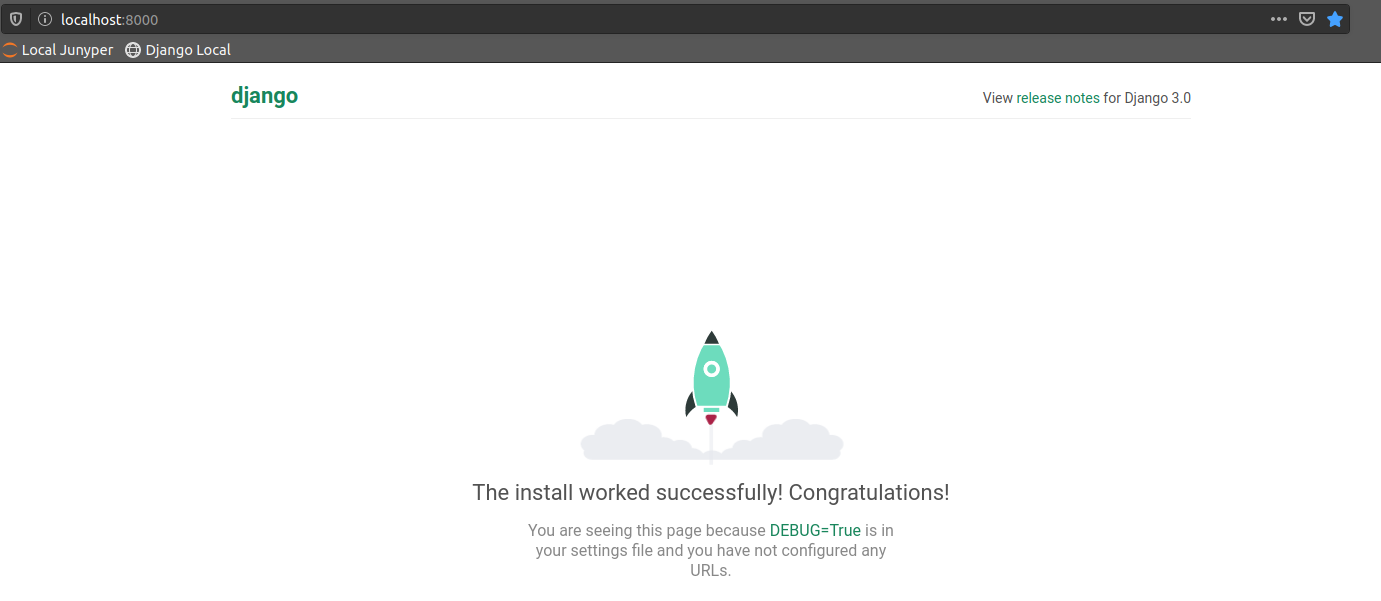 localhost:8000
Local Junyper Django Local
django
View release notes for Django 3.0
The install worked successfully! Congratulations!
You are seeing this page because DEBUG=True is in
your settings file and you have not configured any
URLs.